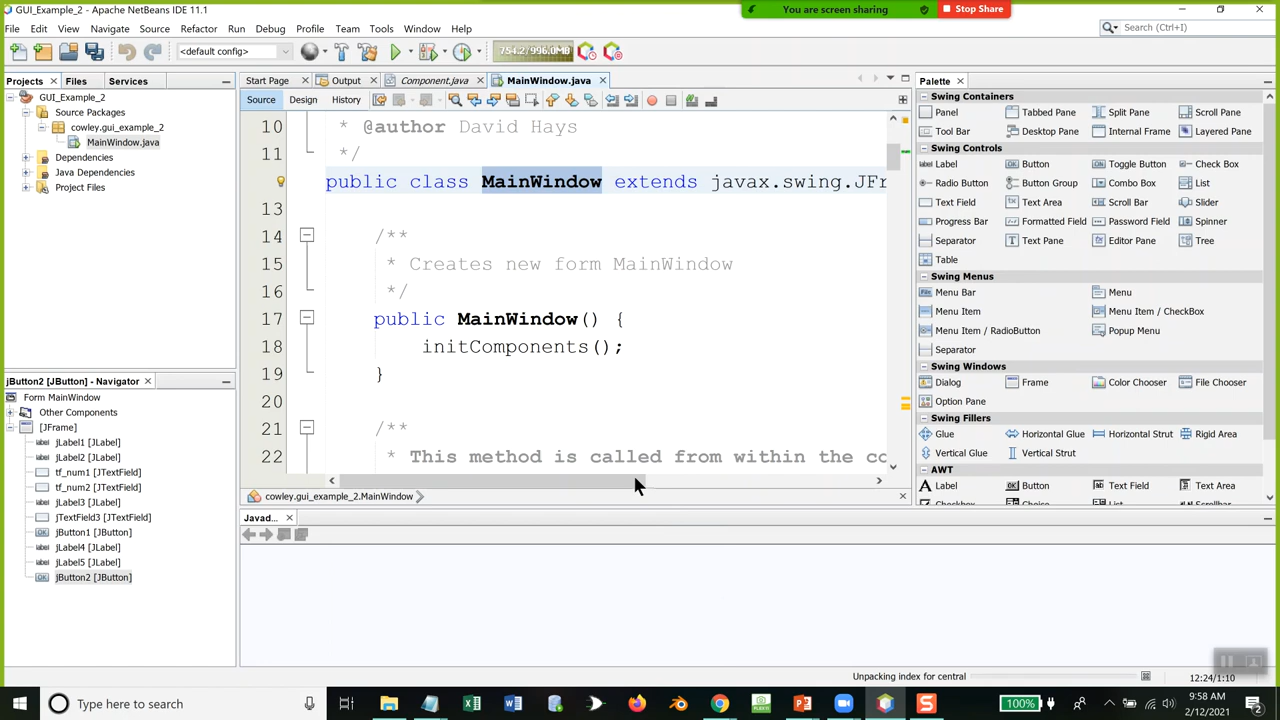 GUI_Example_2 - Apache NetBeans IDE 11.1
You are screen sharing
Stop Share
File Edit View Navigate Source Refactor Run Debug Profile Team Tools Window Help
Search (Ctrl+I)
<default config>
754.2/996.0MB
Projects Files Services
GUI_Example_2
Source Packages
cowley.gui_example_2
MainWindow.java
Dependencies
Java Dependencies
Project Files
jButton2 [JButton] - Navigator
Form MainWindow
Other Components
[JFrame]
jLabel1 [JLabel]
jLabel2 [JLabel]
tf_num1 [JTextField]
tf_num2 [JTextField]
jLabel3 [JLabel]
jTextField3 [JTextField]
jButton1 [JButton]
jLabel4 [JLabel]
jLabel5 [JLabel]
jButton2 [JButton]
Start Page Output Component.java MainWindow.java
Source Design History
10 * @author David Hays
11 */
public class MainWindow extends javax.swing.JFr
13
14 /**
15 * Creates new form MainWindow
16 */
17 public MainWindow() {
18 initComponents();
19 }
20
21 /**
22 * This method is called from within the co
cowley.gui_example_2.MainWindow
Javad...
Palette
Swing Containers
Panel Tabbed Pane Split Pane Scroll Pane
Tool Bar Desktop Pane Internal Frame Layered Pane
Swing Controls
Label Button Toggle Button Check Box
Radio Button Button Group Combo Box List
Text Field Text Area Scroll Bar Slider
Progress Bar Formatted Field Password Field Spinner
Separator Text Pane Editor Pane Tree
Table
Swing Menus
Menu Bar Menu
Menu Item Menu Item / CheckBox
Menu Item / RadioButton Popup Menu
Separator
Swing Windows
Dialog Frame Color Chooser File Chooser
Option Pane
Swing Fillers
Glue Horizontal Glue Horizontal Strut Rigid Area
Vertical Glue Vertical Strut
AWT
Label Button Text Field Text Area
Checkbox Choice List
Unpacking index for central
12:24/1:10
Type here to search
100%
9:58 AM
2/12/2021